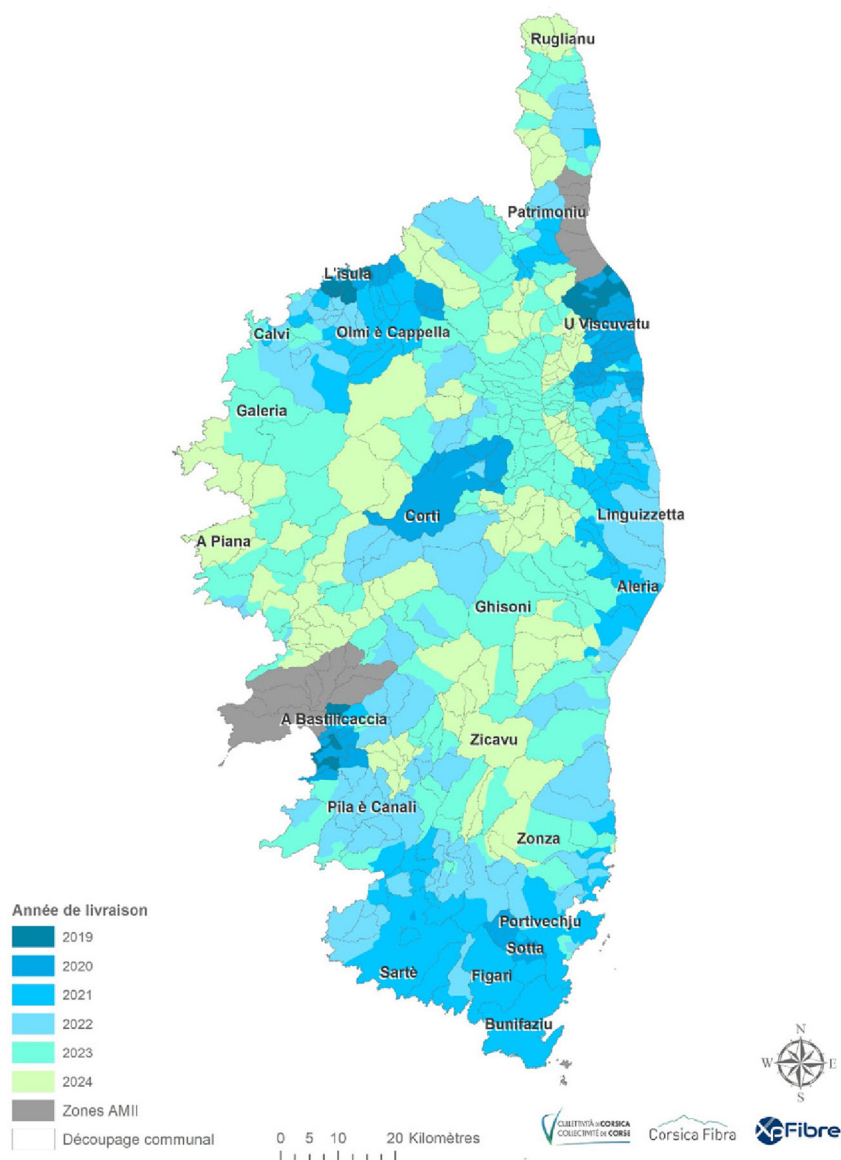 Ruglianu
Patrimoniu
L'isula
U Viscuvatu
Calvi
Olmi è Cappella
Galeria
Corti
Linguizzetta
A Piana
Aleria
Ghisoni
A Bastilicaccia
Zicavu
Pila è Canali
Zonza
Portivechju
Sotta
Sartè
Figari
Bunifaziu
Année de livraison
2019
2020
2021
2022
2023
2024
Zones AMII
Découpage communal
0 5 10 20 Kilomètres
N
W E
S
CULLETTIVITÀ DI CORSICA
COLLECTIVITÉ DE CORSE
Corsica Fibra
XpFibre